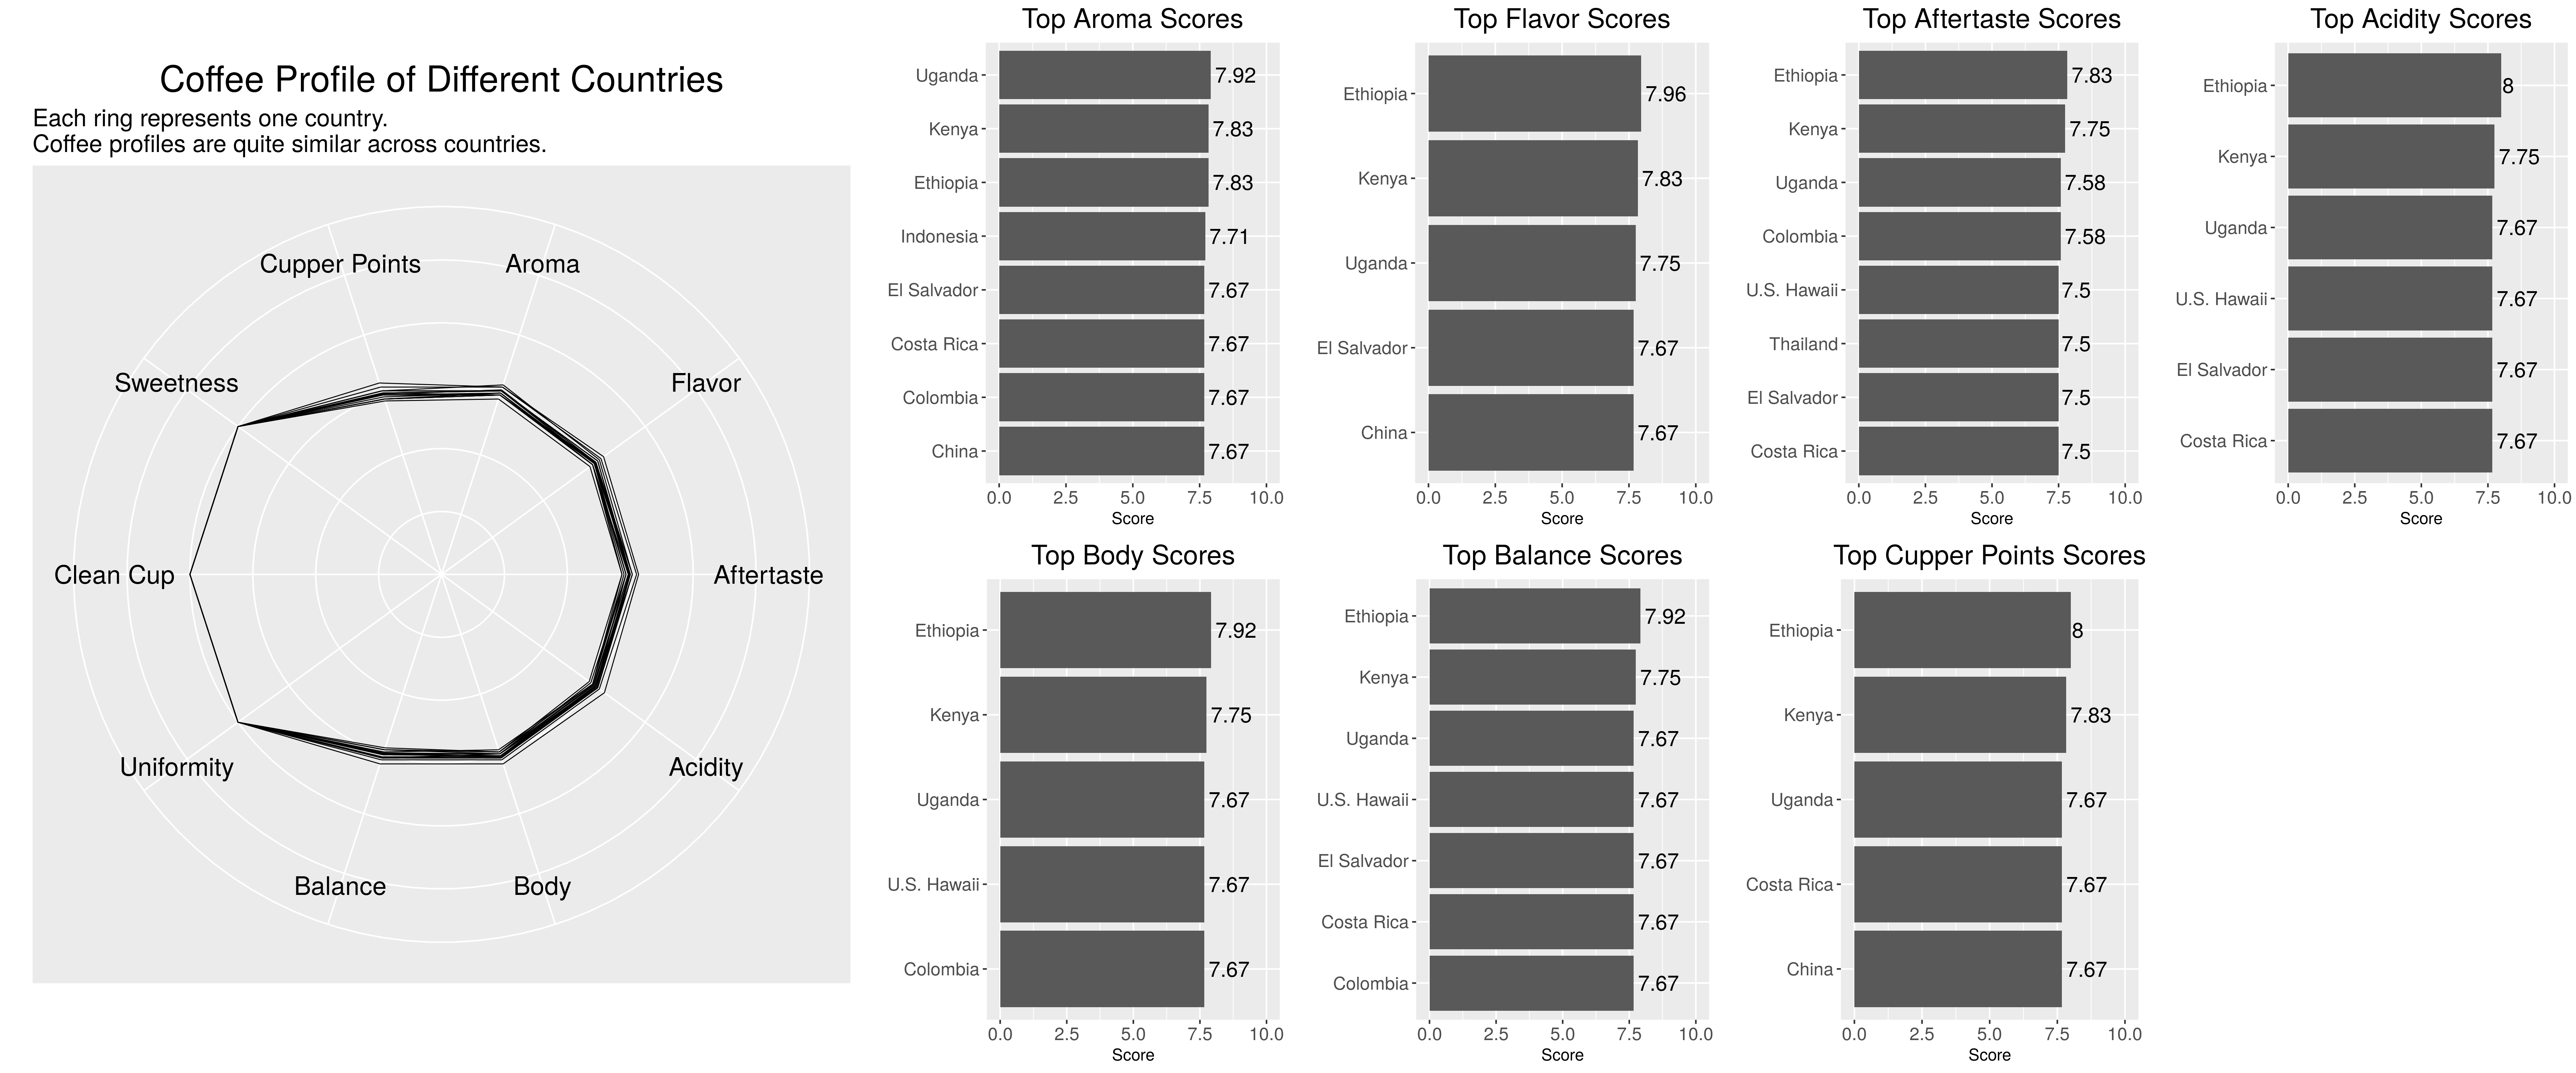 Coffee Profile of Different Countries
Each ring represents one country.
Coffee profiles are quite similar across countries.
Cupper Points
Aroma
Sweetness
Flavor
Clean Cup
Aftertaste
Uniformity
Acidity
Balance
Body
Top Aroma Scores
Uganda 7.92
Kenya 7.83
Ethiopia 7.83
Indonesia 7.71
El Salvador 7.67
Costa Rica 7.67
Colombia 7.67
China 7.67
0.0 2.5 5.0 7.5 10.0
Score
Top Flavor Scores
Ethiopia 7.96
Kenya 7.83
Uganda 7.75
El Salvador 7.67
China 7.67
0.0 2.5 5.0 7.5 10.0
Score
Top Aftertaste Scores
Ethiopia 7.83
Kenya 7.75
Uganda 7.58
Colombia 7.58
U.S. Hawaii 7.5
Thailand 7.5
El Salvador 7.5
Costa Rica 7.5
0.0 2.5 5.0 7.5 10.0
Score
Top Acidity Scores
Ethiopia 8
Kenya 7.75
Uganda 7.67
U.S. Hawaii 7.67
El Salvador 7.67
Costa Rica 7.67
0.0 2.5 5.0 7.5 10.0
Score
Top Body Scores
Ethiopia 7.92
Kenya 7.75
Uganda 7.67
U.S. Hawaii 7.67
Colombia 7.67
0.0 2.5 5.0 7.5 10.0
Score
Top Balance Scores
Ethiopia 7.92
Kenya 7.75
Uganda 7.67
U.S. Hawaii 7.67
El Salvador 7.67
Costa Rica 7.67
Colombia 7.67
0.0 2.5 5.0 7.5 10.0
Score
Top Cupper Points Scores
Ethiopia 8
Kenya 7.83
Uganda 7.67
Costa Rica 7.67
China 7.67
0.0 2.5 5.0 7.5 10.0
Score